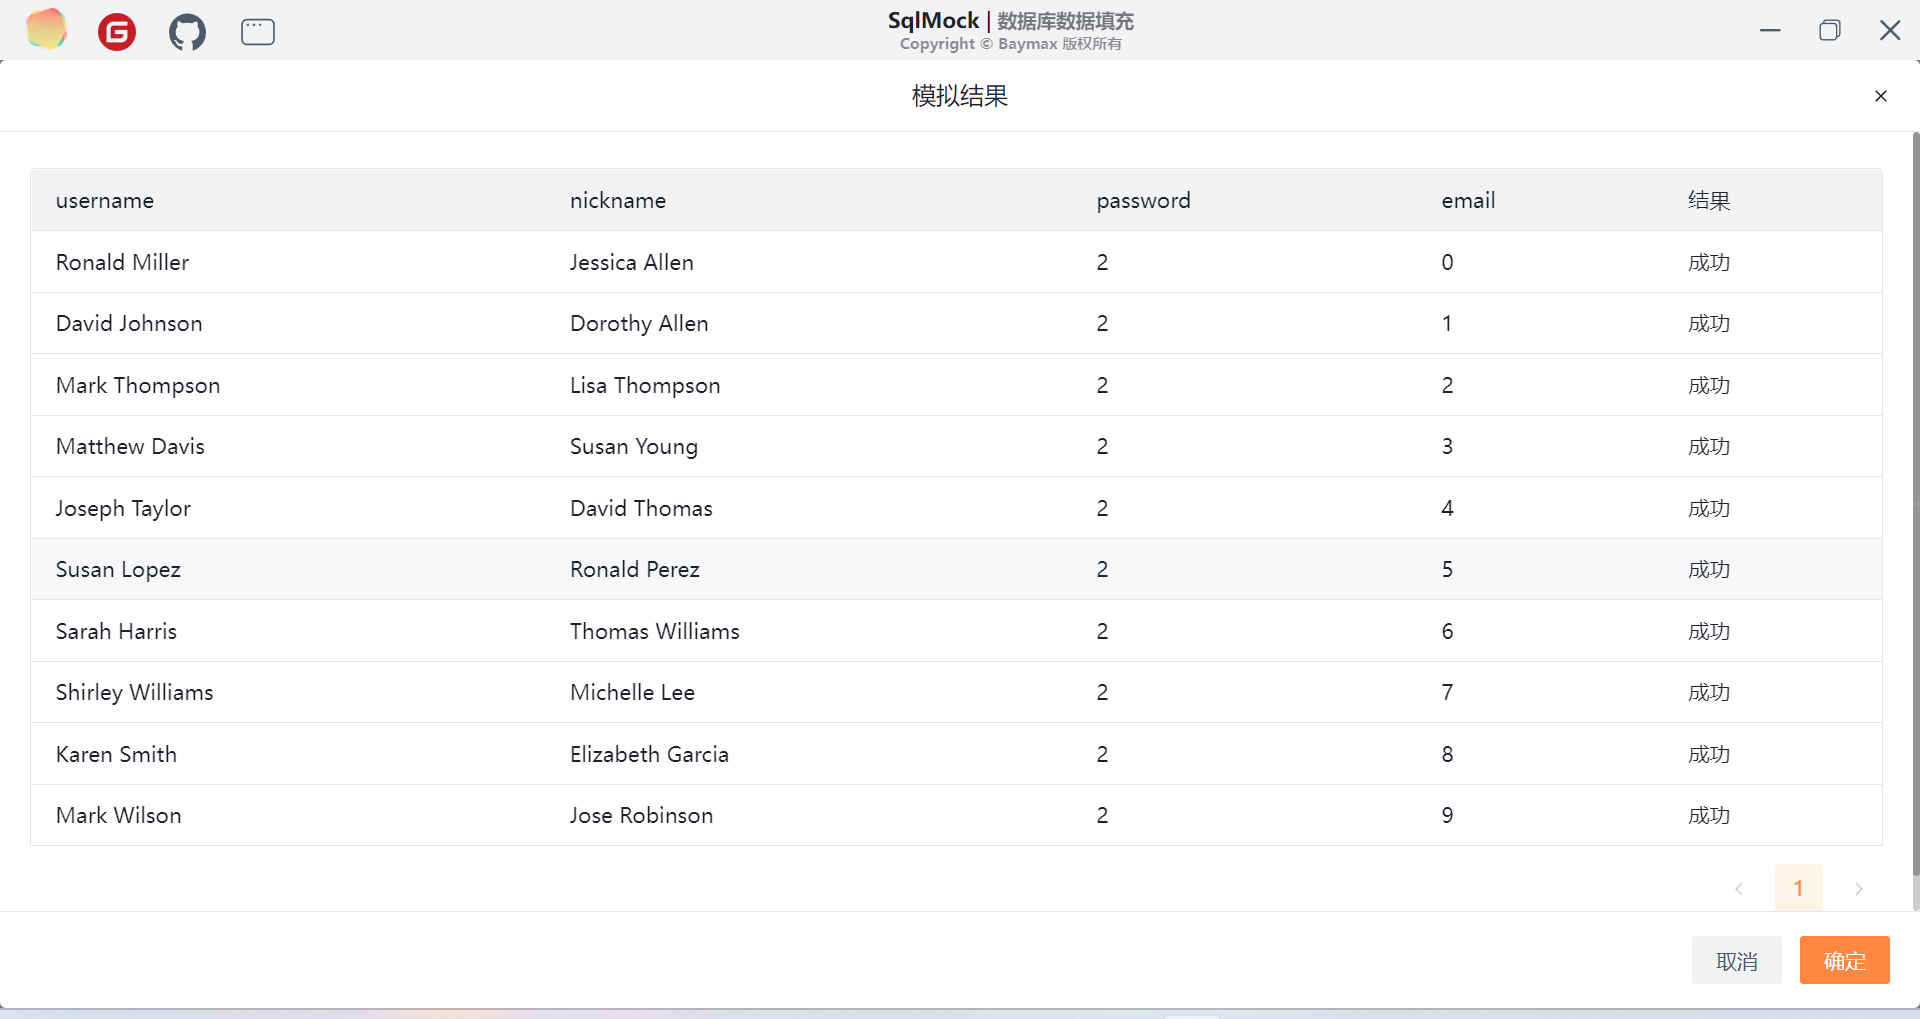 SqlMock | 数据库数据填充
Copyright © Baymax 版权所有
模拟结果
username nickname password email 结果
Ronald Miller Jessica Allen 2 0 成功
David Johnson Dorothy Allen 2 1 成功
Mark Thompson Lisa Thompson 2 2 成功
Matthew Davis Susan Young 2 3 成功
Joseph Taylor David Thomas 2 4 成功
Susan Lopez Ronald Perez 2 5 成功
Sarah Harris Thomas Williams 2 6 成功
Shirley Williams Michelle Lee 2 7 成功
Karen Smith Elizabeth Garcia 2 8 成功
Mark Wilson Jose Robinson 2 9 成功
1
取消 确定